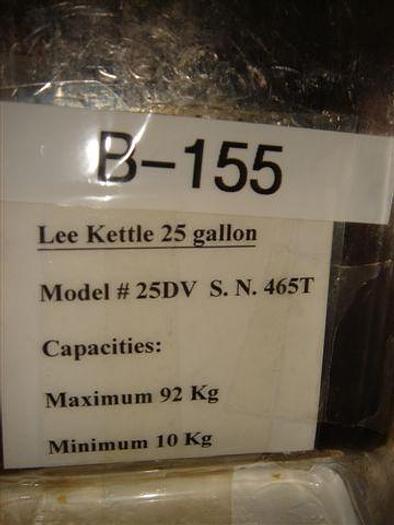 B-155
Lee Kettle 25 gallon
Model # 25DV S. N. 465T
Capacities:
Maximum 92 Kg
Minimum 10 Kg